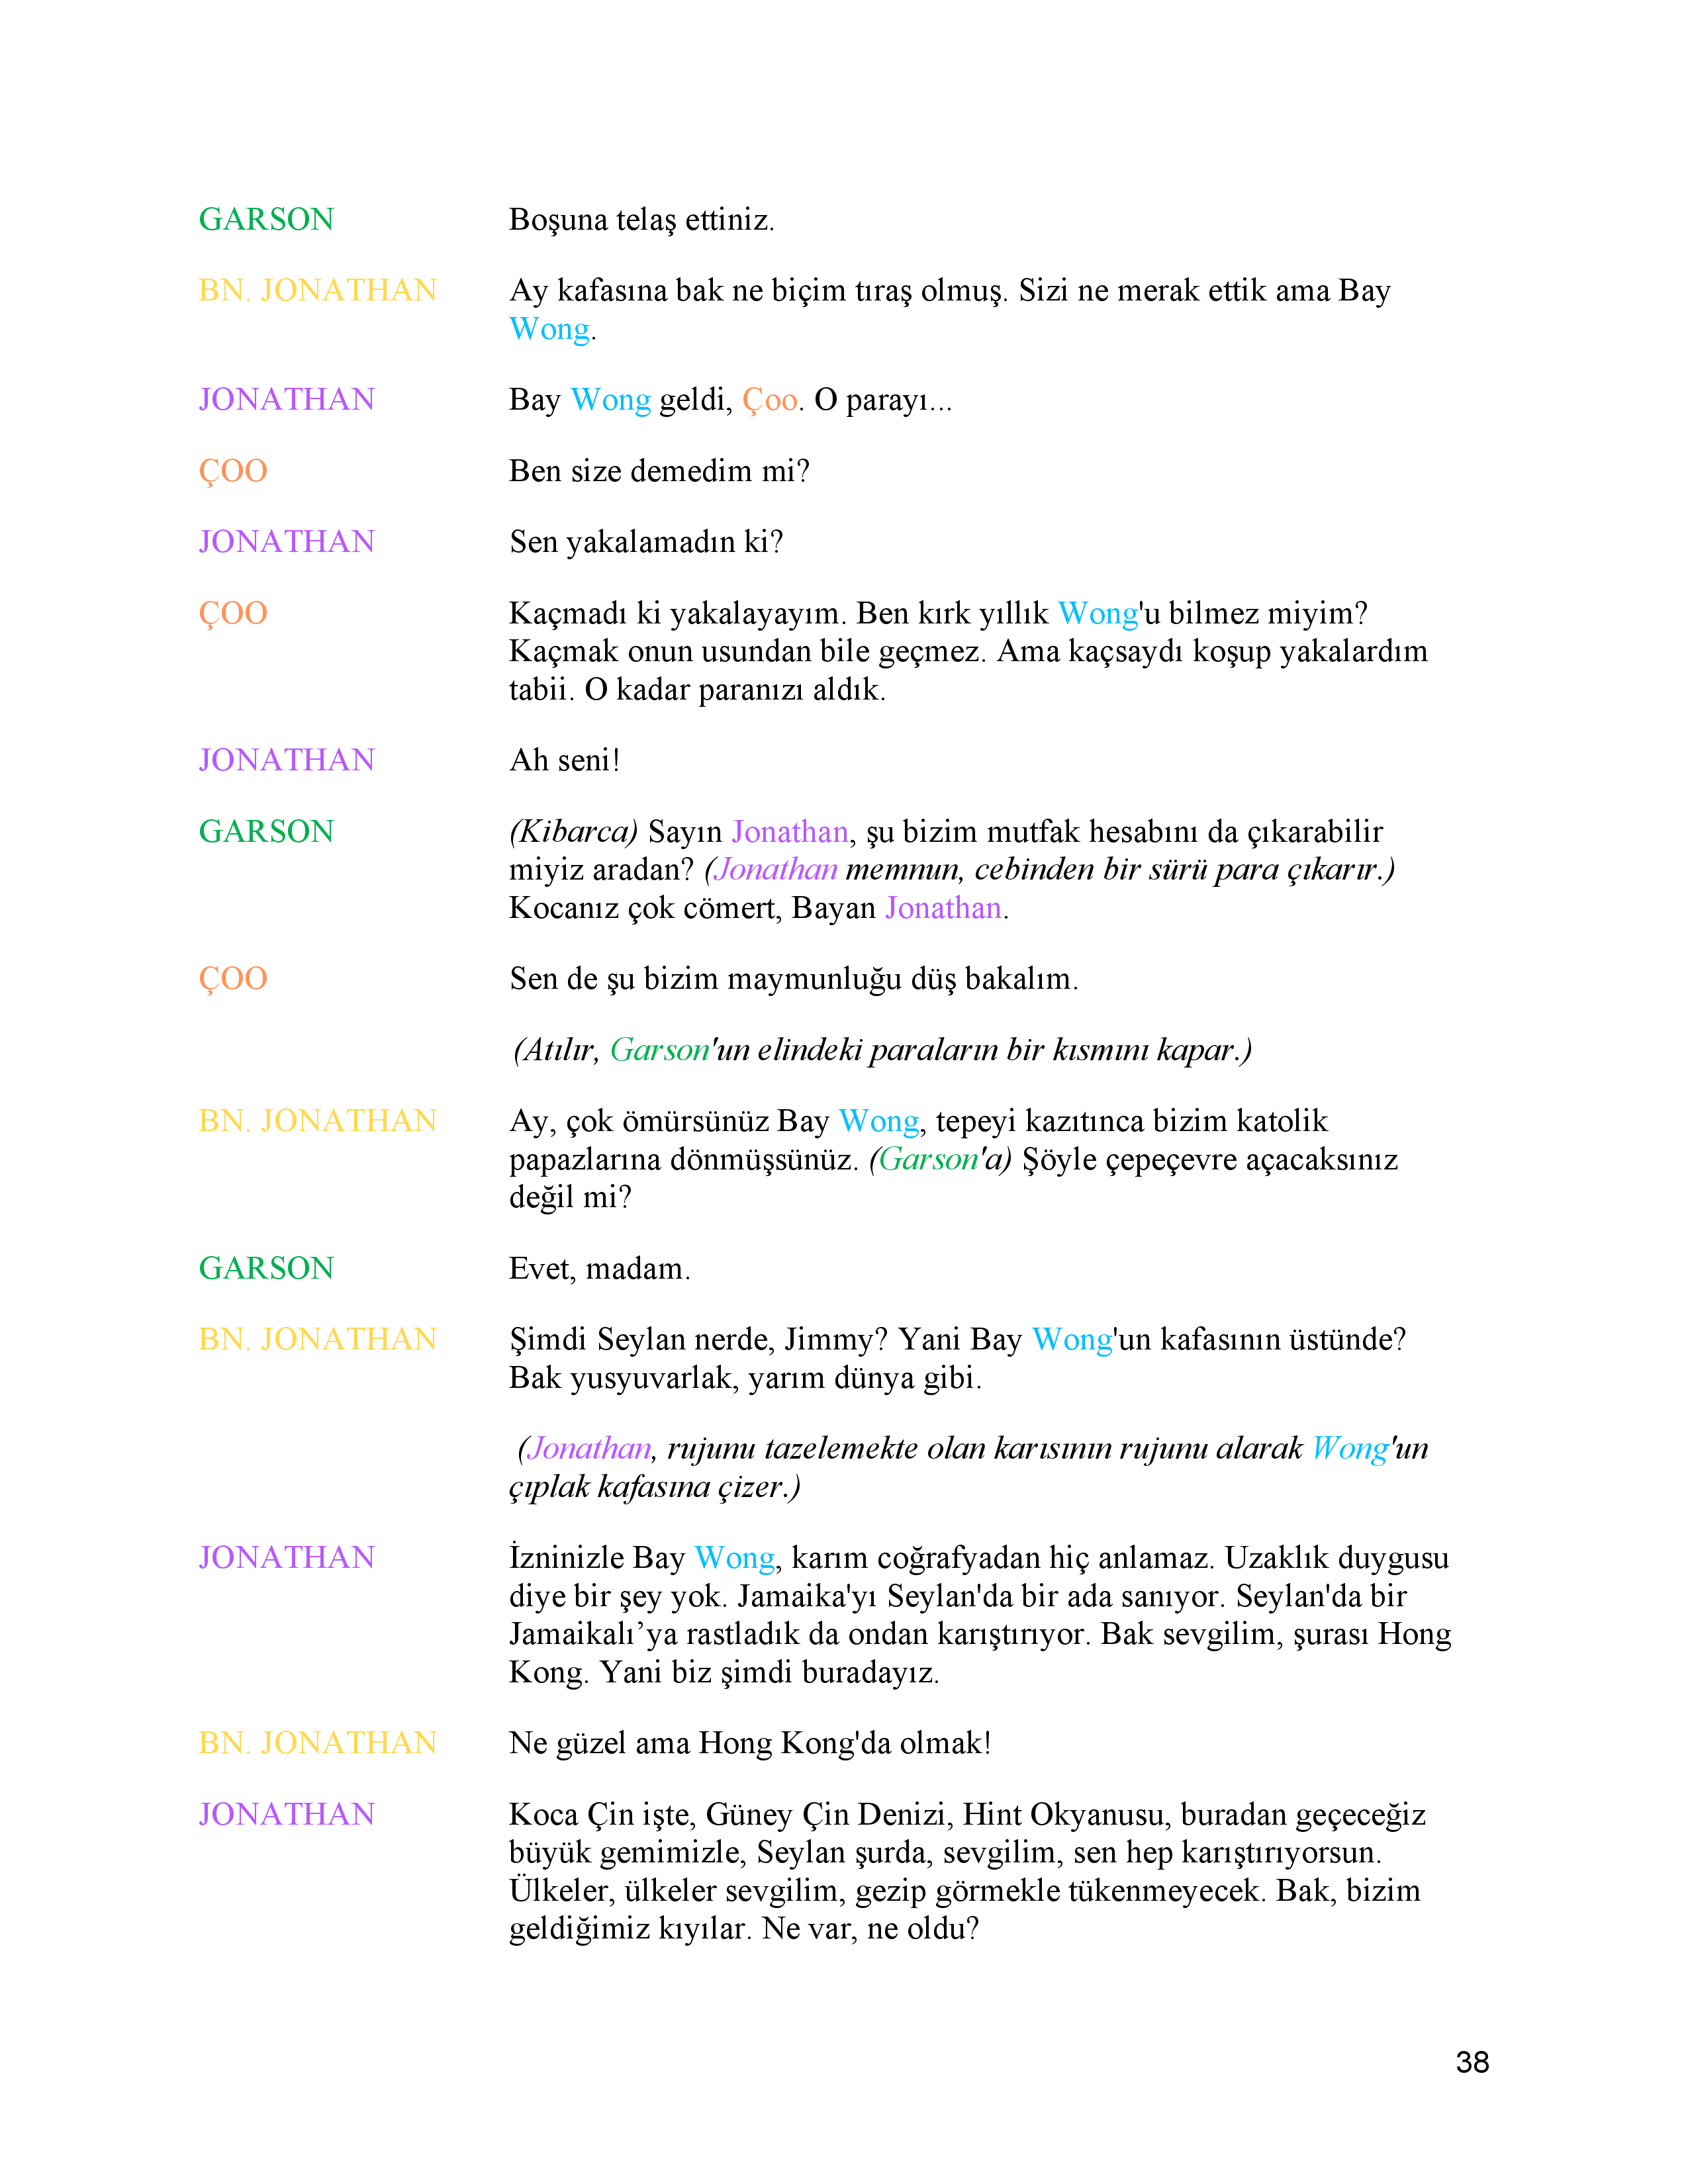 GARSON Boşuna telaş ettiniz.
BN. JONATHAN Ay kafasına bak ne biçim tıraş olmuş. Sizi ne merak ettik ama Bay
Wong.
JONATHAN Bay Wong geldi, Çoo. O parayı...
ÇOO Ben size demedim mi?
JONATHAN Sen yakalamadın ki?
ÇOO Kaçmadı ki yakalayayım. Ben kırk yıllık Wong'u bilmez miyim?
Kaçmak onun usundan bile geçmez. Ama kaçsaydı koşup yakalardım
tabii. O kadar paranızı aldık.
JONATHAN Ah seni!
GARSON (Kibarca) Sayın Jonathan, şu bizim mutfak hesabını da çıkarabilir
miyiz aradan? (Jonathan memnun, cebinden bir sürü para çıkarır.)
Kocanız çok cömert, Bayan Jonathan.
ÇOO Sen de şu bizim maymunluğu düş bakalım.
(Atılır, Garson'un elindeki paraların bir kısmını kapar.)
BN. JONATHAN Ay, çok ömürsünüz Bay Wong, tepeyi kazıtınca bizim katolik
papazlarına dönmüşsünüz. (Garson'a) Şöyle çepeçevre açacaksınız
değil mi?
GARSON Evet, madam.
BN. JONATHAN Şimdi Seylan nerde, Jimmy? Yani Bay Wong'un kafasının üstünde?
Bak yusyuvarlak, yarım dünya gibi.
(Jonathan, rujunu tazelemekte olan karısının rujunu alarak Wong'un
çıplak kafasına çizer.)
JONATHAN İzninizle Bay Wong, karım coğrafyadan hiç anlamaz. Uzaklık duygusu
diye bir şey yok. Jamaika'yı Seylan'da bir ada sanıyor. Seylan'da bir
Jamaikalı’ya rastladık da ondan karıştırıyor. Bak sevgilim, şurası Hong
Kong. Yani biz şimdi buradayız.
BN. JONATHAN Ne güzel ama Hong Kong'da olmak!
JONATHAN Koca Çin işte, Güney Çin Denizi, Hint Okyanusu, buradan geçeceğiz
büyük gemimizle, Seylan şurda, sevgilim, sen hep karıştırıyorsun.
Ülkeler, ülkeler sevgilim, gezip görmekle tükenmeyecek. Bak, bizim
geldiğimiz kıyılar. Ne var, ne oldu?
38